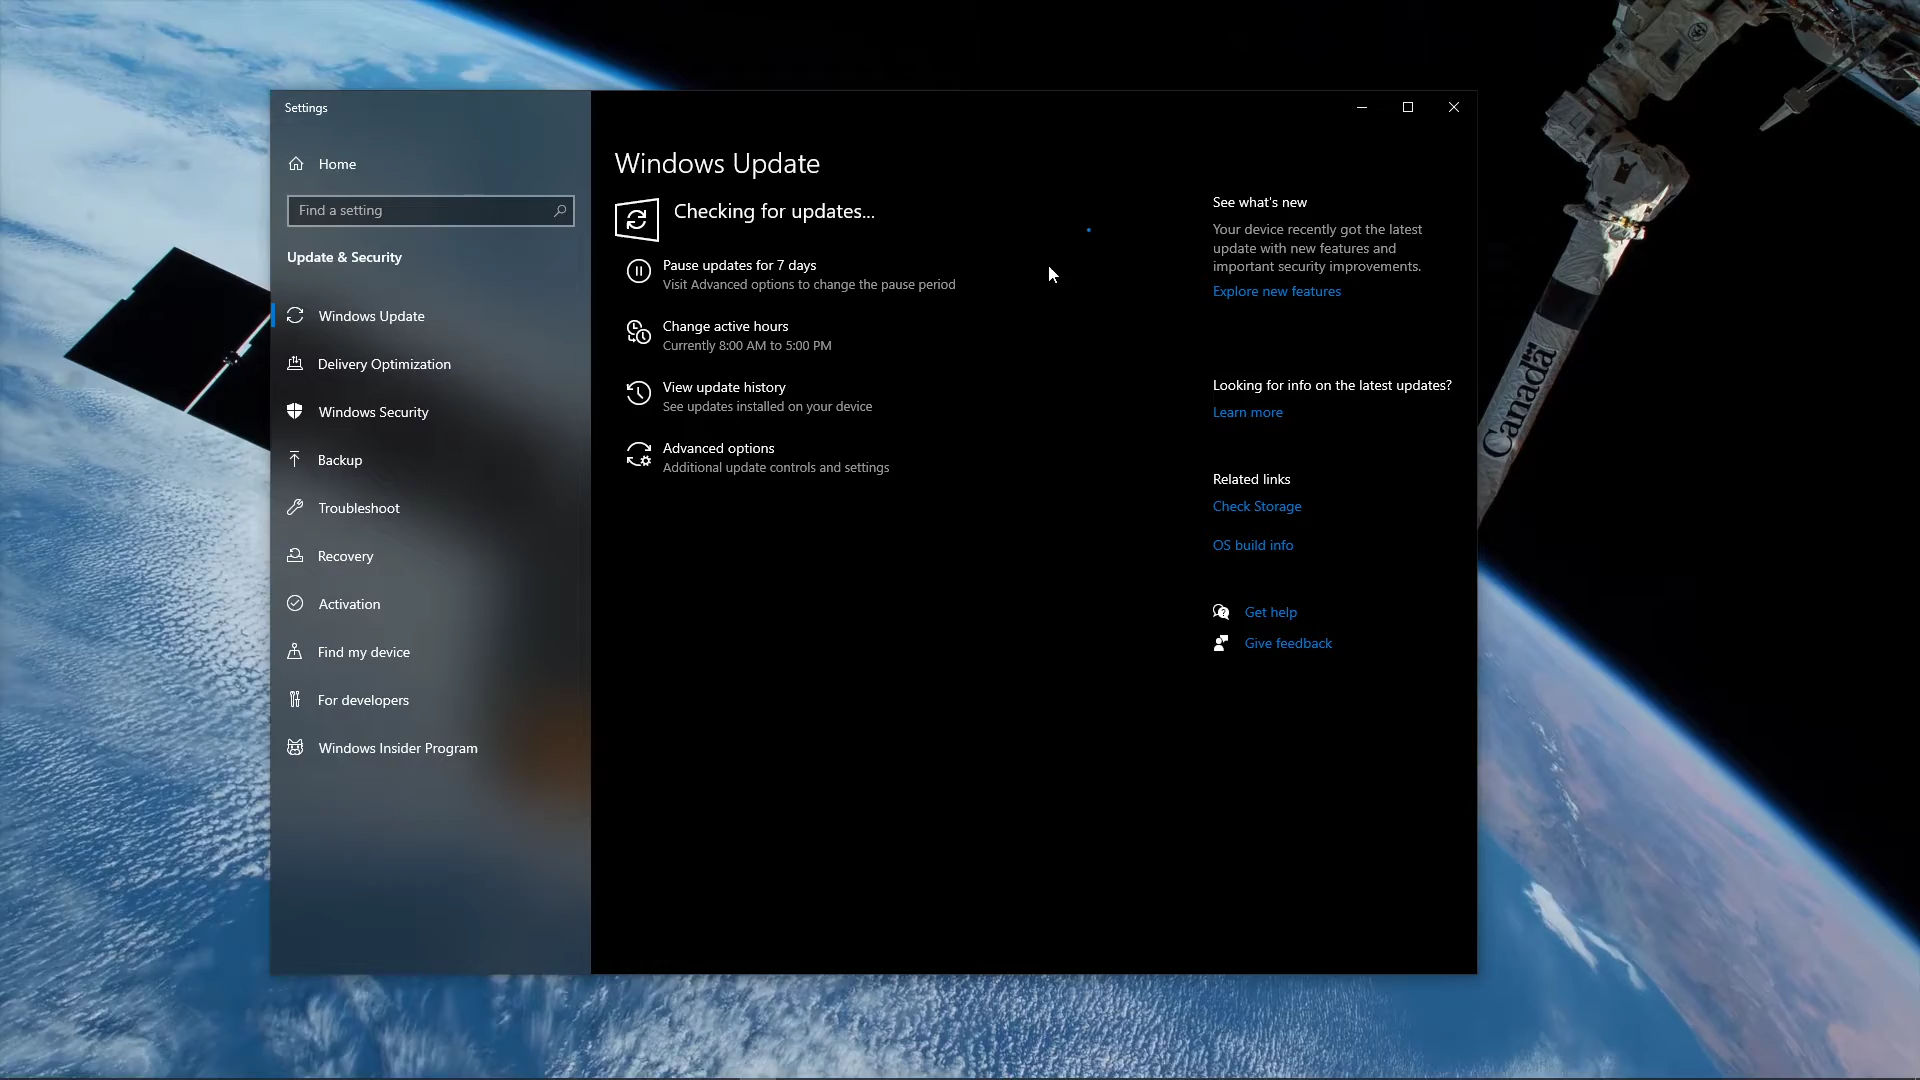 Settings
Home
Find a setting
Update & Security
Windows Update
Delivery Optimization
Windows Security
Backup
Troubleshoot
Recovery
Activation
Find my device
For developers
Windows Insider Program
Windows Update
Checking for updates...
Pause updates for 7 days
Visit Advanced options to change the pause period
Change active hours
Currently 8:00 AM to 5:00 PM
View update history
See updates installed on your device
Advanced options
Additional update controls and settings
See what's new
Your device recently got the latest
update with new features and
important security improvements.
Explore new features
Looking for info on the latest updates?
Learn more
Related links
Check Storage
OS build info
Get help
Give feedback
Canada